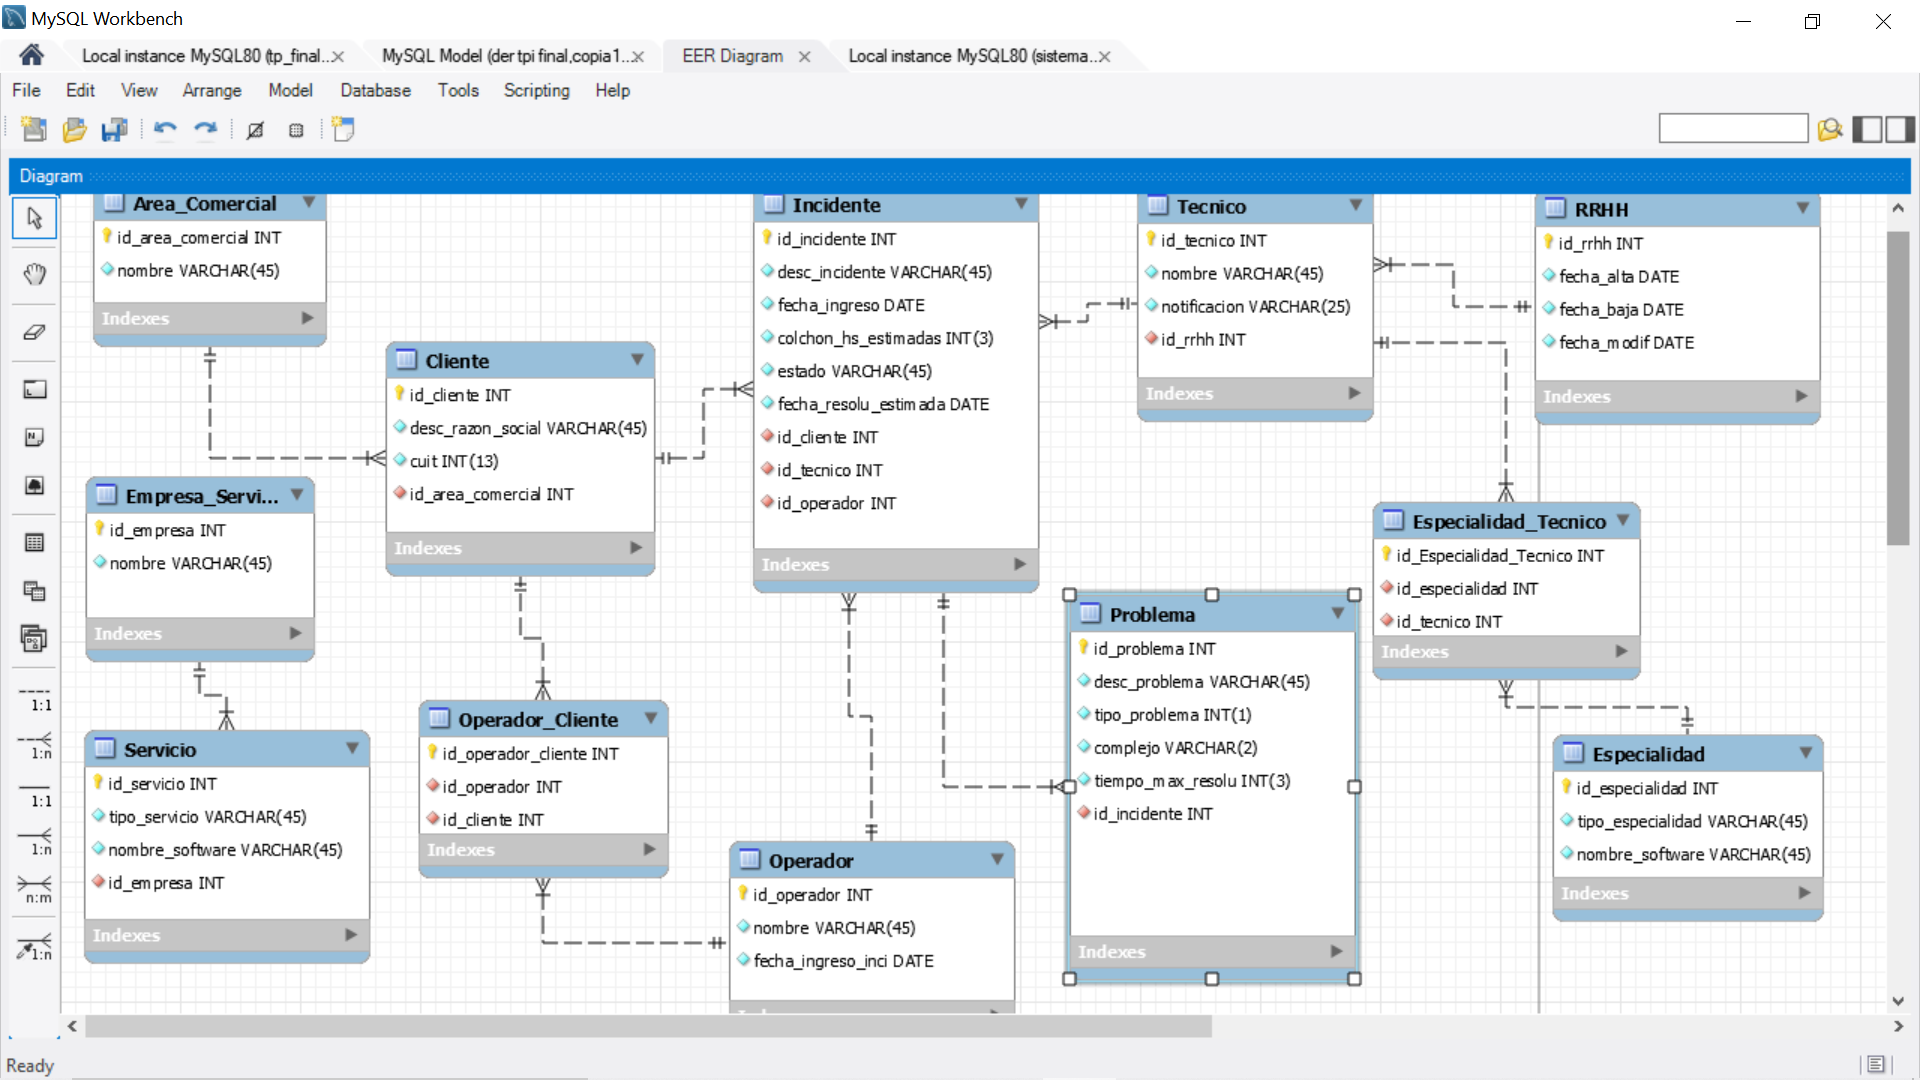 MySQL Workbench
Local instance MySQL80 (tp_final...
MySQL Model (der tpi final,copia1...
EER Diagram
Local instance MySQL80 (sistema...
File Edit View Arrange Model Database Tools Scripting Help
Diagram
Area_Comercial
id_area_comercial INT
nombre VARCHAR(45)
Indexes
Cliente
id_cliente INT
desc_razon_social VARCHAR(45)
cuit INT(13)
id_area_comercial INT
Indexes
Incidente
id_incidente INT
desc_incidente VARCHAR(45)
fecha_ingreso DATE
colchon_hs_estimadas INT(3)
estado VARCHAR(45)
fecha_resolu_estimada DATE
id_cliente INT
id_tecnico INT
id_operador INT
Indexes
Tecnico
id_tecnico INT
nombre VARCHAR(45)
notificacion VARCHAR(25)
id_rrhh INT
Indexes
RRHH
id_rrhh INT
fecha_alta DATE
fecha_baja DATE
fecha_modif DATE
Indexes
Empresa_Servi...
id_empresa INT
nombre VARCHAR(45)
Indexes
Especialidad_Tecnico
id_Especialidad_Tecnico INT
id_especialidad INT
id_tecnico INT
Indexes
Problema
id_problema INT
desc_problema VARCHAR(45)
tipo_problema INT(1)
complejo VARCHAR(2)
tiempo_max_resolu INT(3)
id_incidente INT
Indexes
Servicio
id_servicio INT
tipo_servicio VARCHAR(45)
nombre_software VARCHAR(45)
id_empresa INT
Indexes
Operador_Cliente
id_operador_cliente INT
id_operador INT
id_cliente INT
Indexes
Operador
id_operador INT
nombre VARCHAR(45)
fecha_ingreso_inci DATE
Especialidad
id_especialidad INT
tipo_especialidad VARCHAR(45)
nombre_software VARCHAR(45)
Indexes
1:1
1:n
1:1
1:n
n:m
1:n
Ready